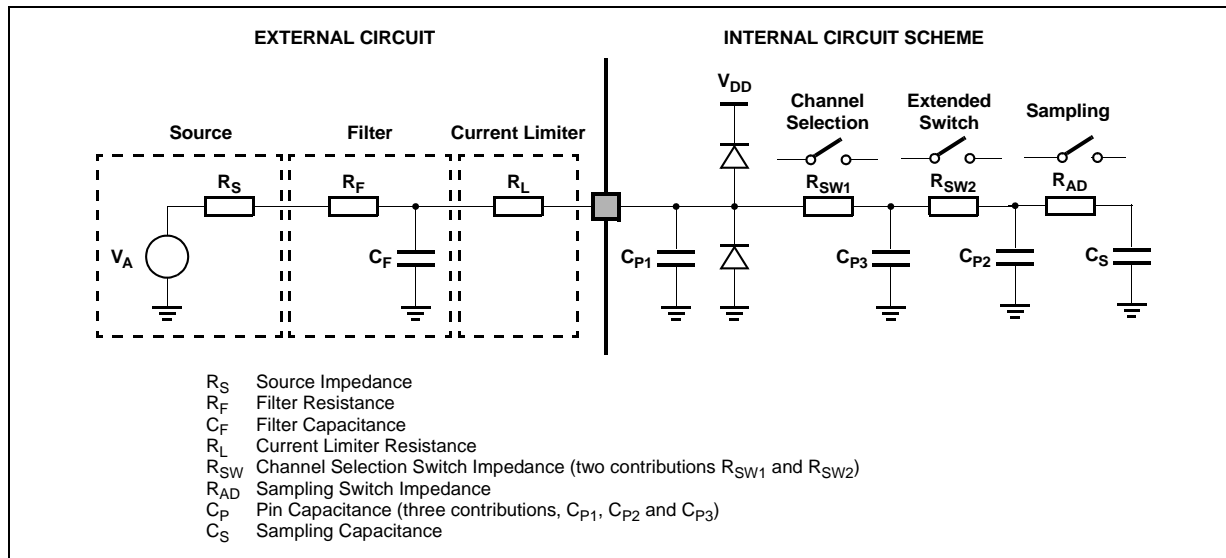 EXTERNAL CIRCUIT
INTERNAL CIRCUIT SCHEME
VDD
Channel
Selection
Extended
Switch
Sampling
Source
Filter
Current Limiter
RS
RF
RL
RSW1
RSW2
RAD
VA
CF
CP1
CP3
CP2
CS
RS Source Impedance
RF Filter Resistance
CF Filter Capacitance
RL Current Limiter Resistance
RSW Channel Selection Switch Impedance (two contributions RSW1 and RSW2)
RAD Sampling Switch Impedance
CP Pin Capacitance (three contributions, CP1, CP2 and CP3)
CS Sampling Capacitance